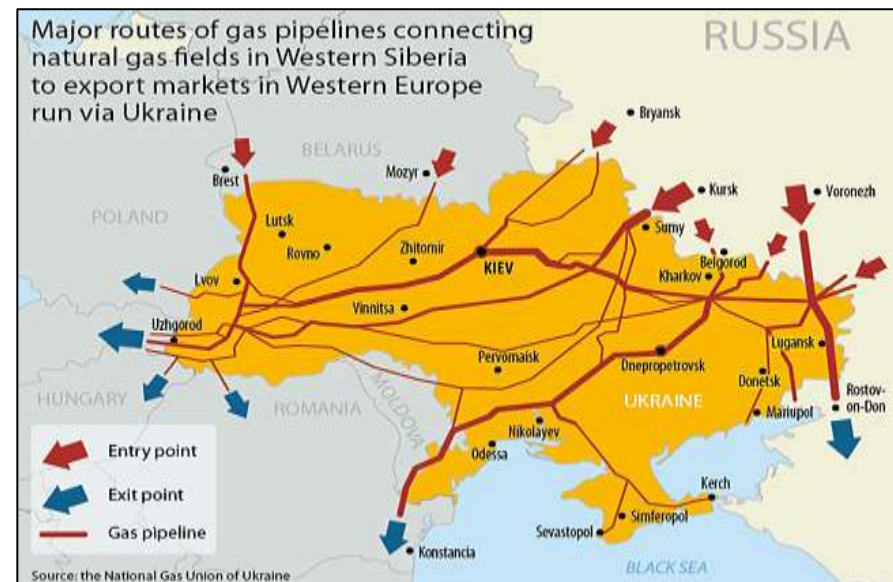 Major routes of gas pipelines connecting
natural gas fields in Western Siberia
to export markets in Western Europe
run via Ukraine
RUSSIA
Bryansk
BELARUS
Mozyr
Brest
Kursk
Voronezh
POLAND
Lutsk
Sumy
Rovno
Zhitomir
KIEV
Belgorod
Kharkov
Lvov
Vinnitsa
Uzhgorod
Lugansk
Pervomaisk
Dnepropetrovsk
Donetsk
HUNGARY
ROMANIA
MOLDOVA
UKRAINE
Rostov-
on-Don
Mariupol
Nikolayev
Odessa
Entry point
Exit point
Gas pipeline
Kerch
Simferopol
Sevastopol
Konstancia
BLACK SEA
Source: the National Gas Union of Ukraine